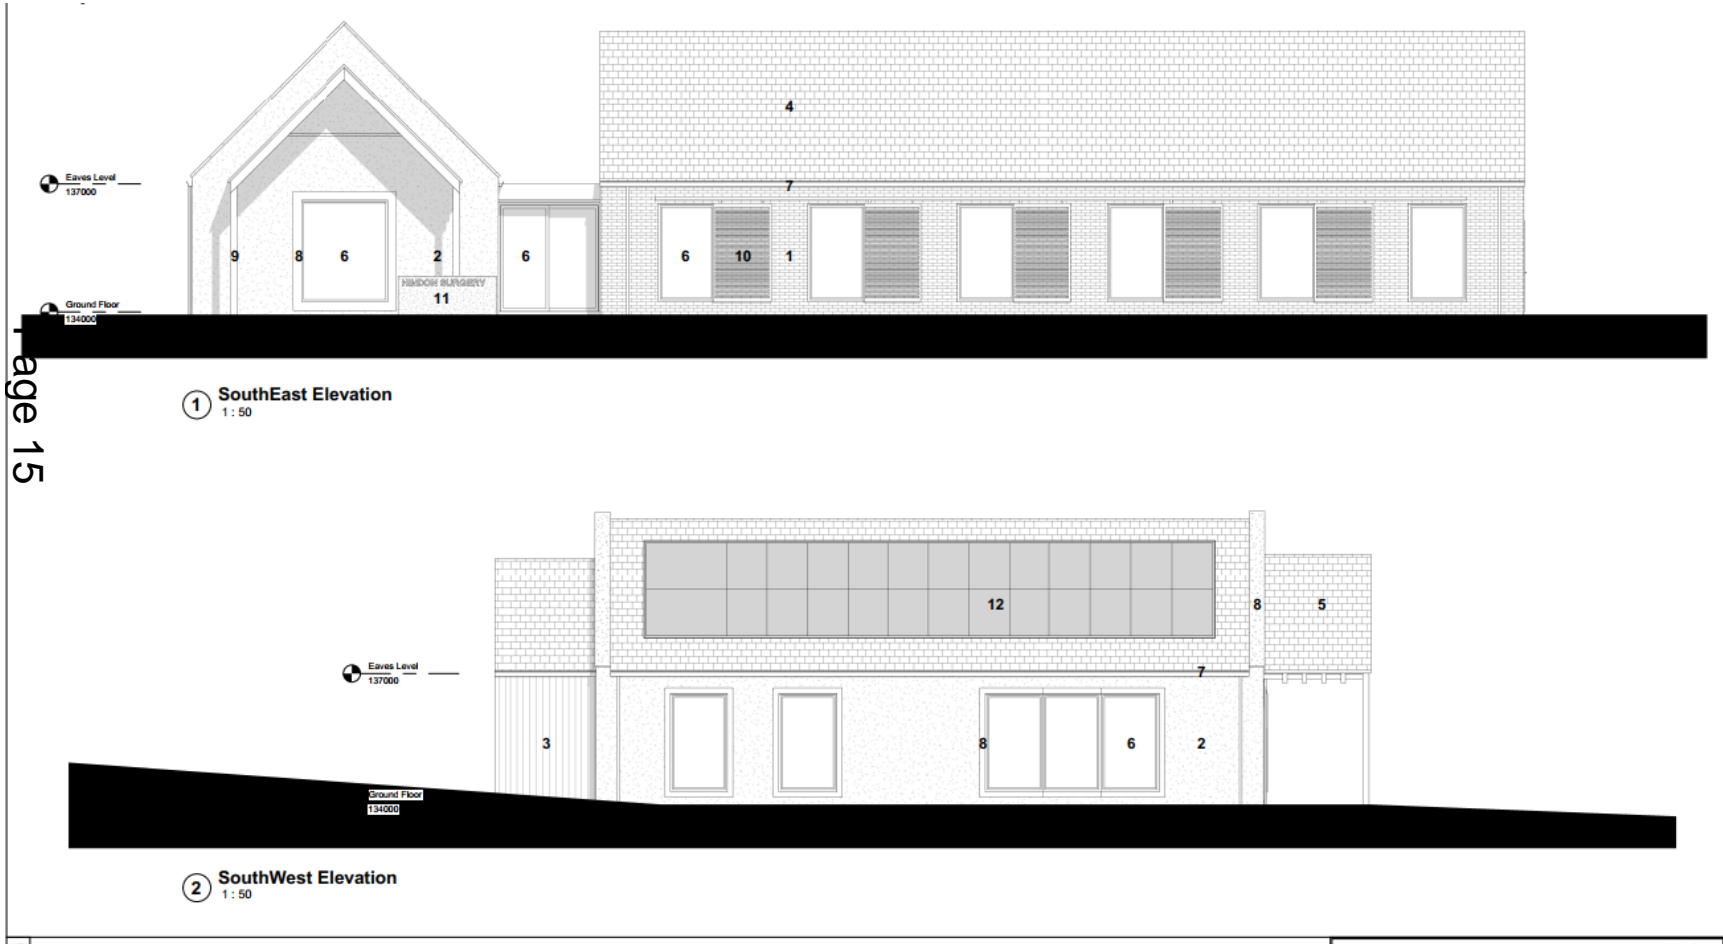 4
Eaves Level
137000
7
9
8
6
2
6
6
10
1
HINDON SURGERY
11
Ground Floor
134000
Page 15
1
SouthEast Elevation
1 : 50
12
8
5
Eaves Level
137000
7
3
8
6
2
Ground Floor
134000
2
SouthWest Elevation
1 : 50